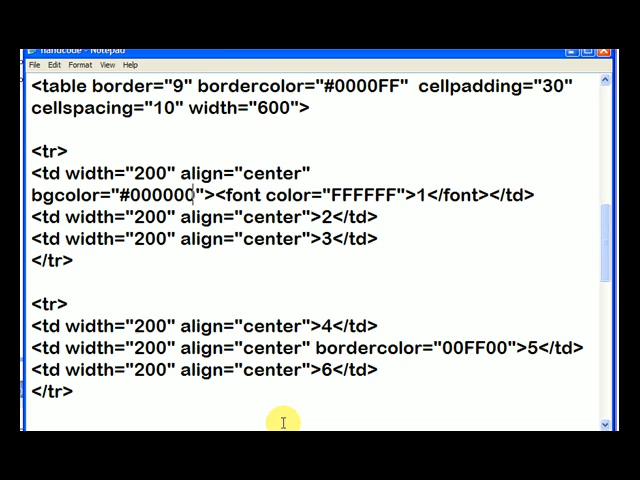 handcode - Notepad
File Edit Format View Help
<table border="9" bordercolor="#0000FF" cellpadding="30"
cellspacing="10" width="600">
<tr>
<td width="200" align="center"
bgcolor="#000000"><font color="FFFFFF">1</font></td>
<td width="200" align="center">2</td>
<td width="200" align="center">3</td>
</tr>
<tr>
<td width="200" align="center">4</td>
<td width="200" align="center" bordercolor="00FF00">5</td>
<td width="200" align="center">6</td>
</tr>